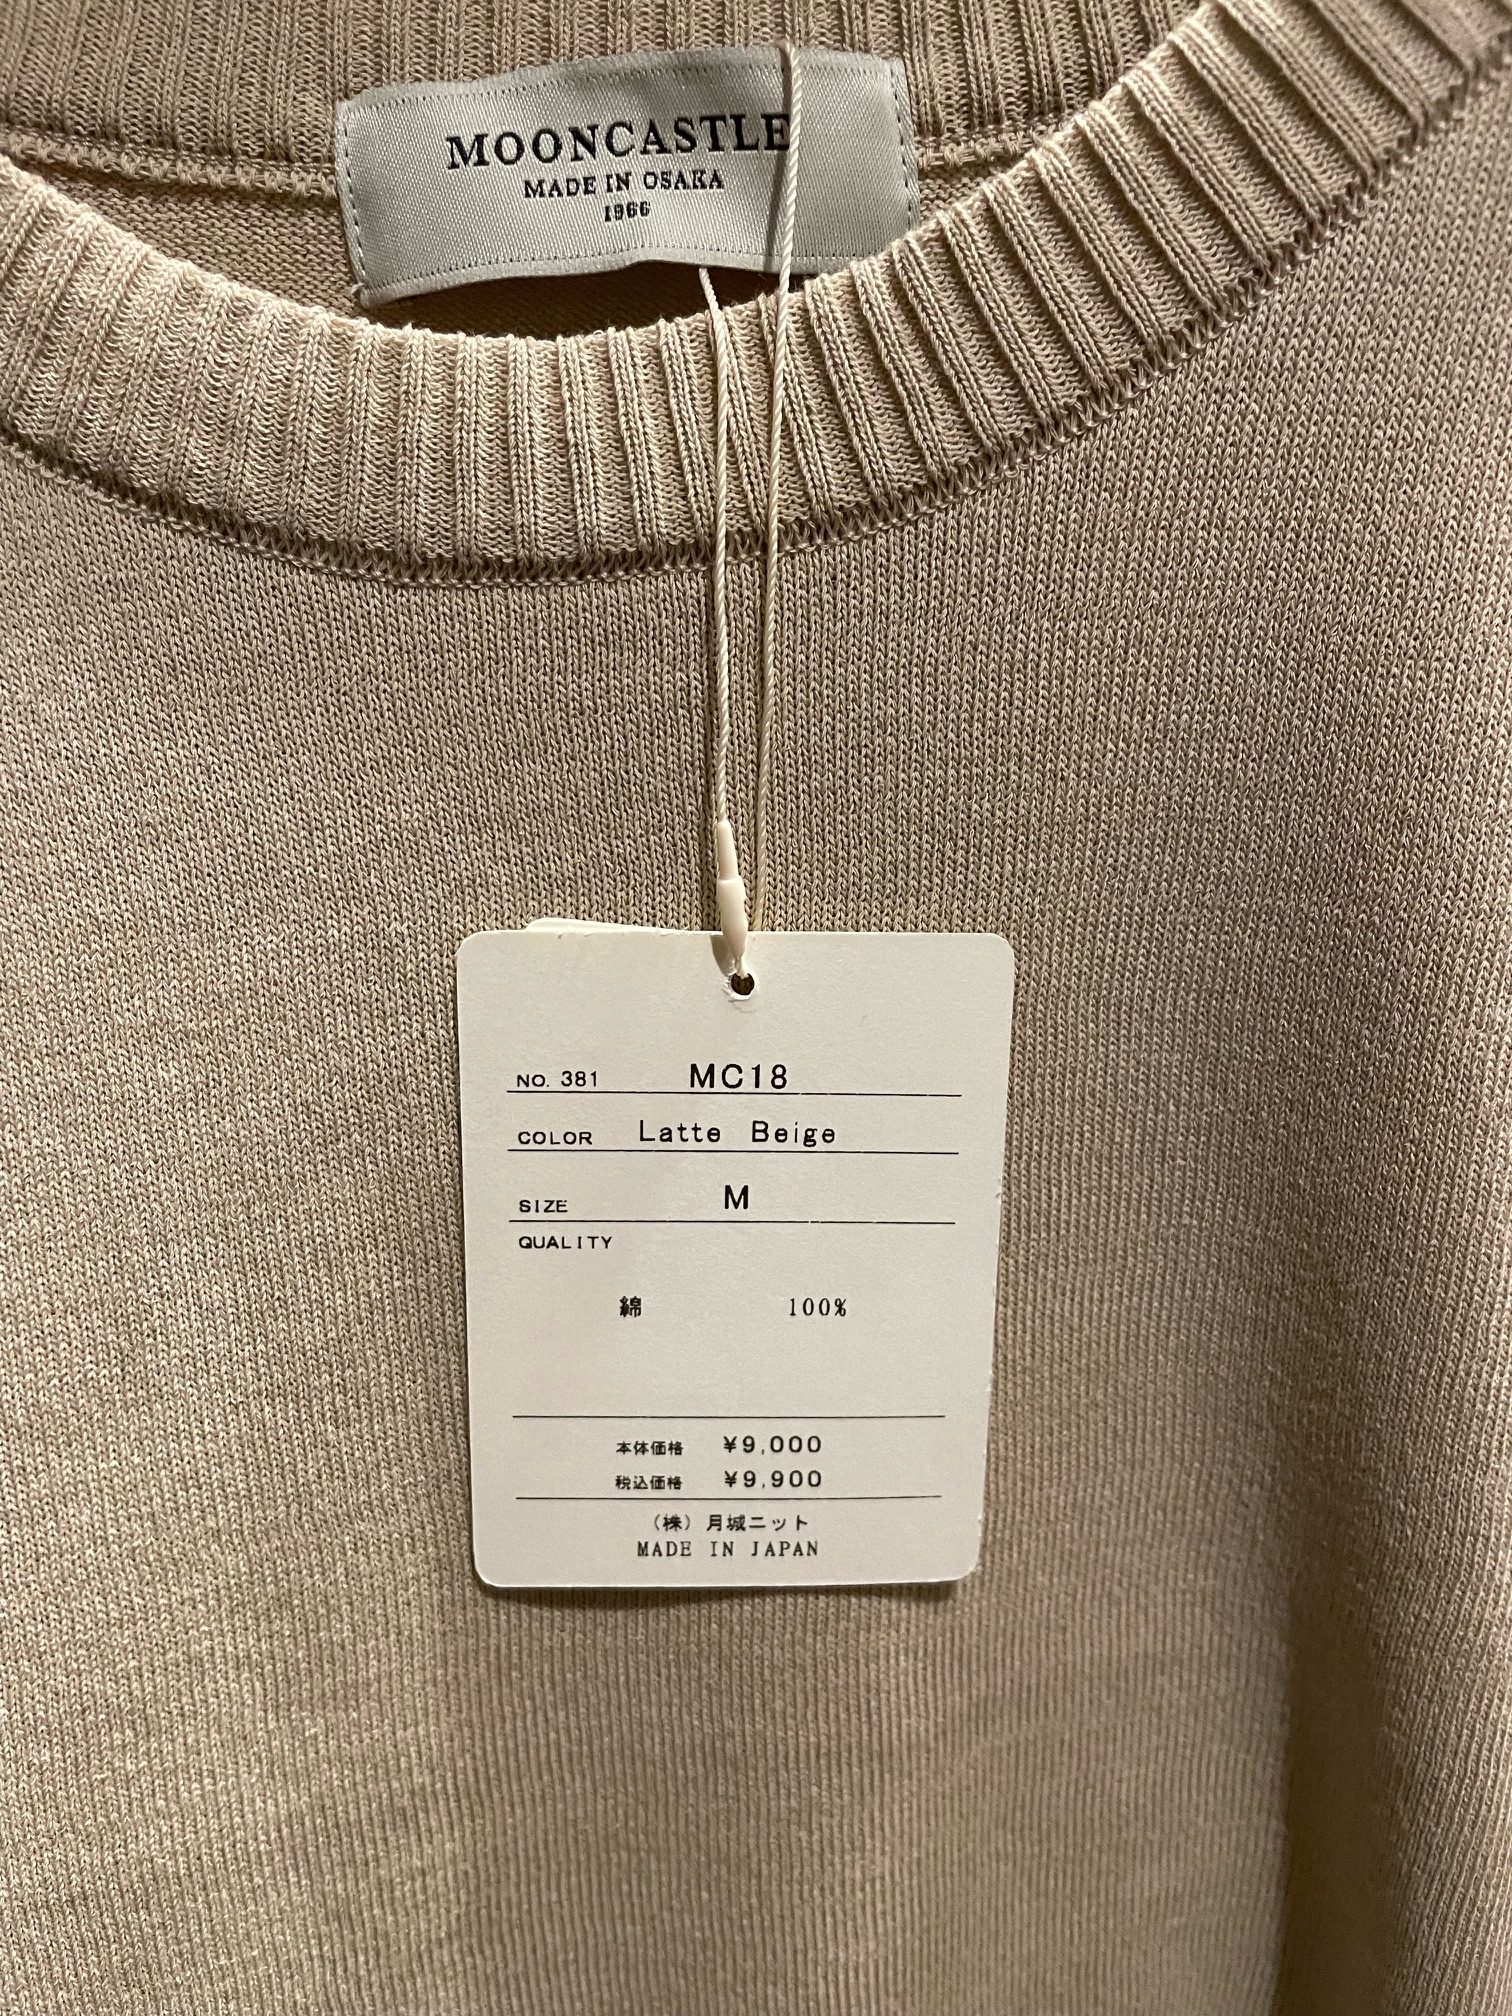 MOONCASTLE
MADE IN OSAKA
1966
NO. 381 MC18
COLOR Latte Beige
SIZE M
QUALITY
綿 100%
本体価格 ¥9,000
税込価格 ¥9,900
（株）月城ニット
MADE IN JAPAN